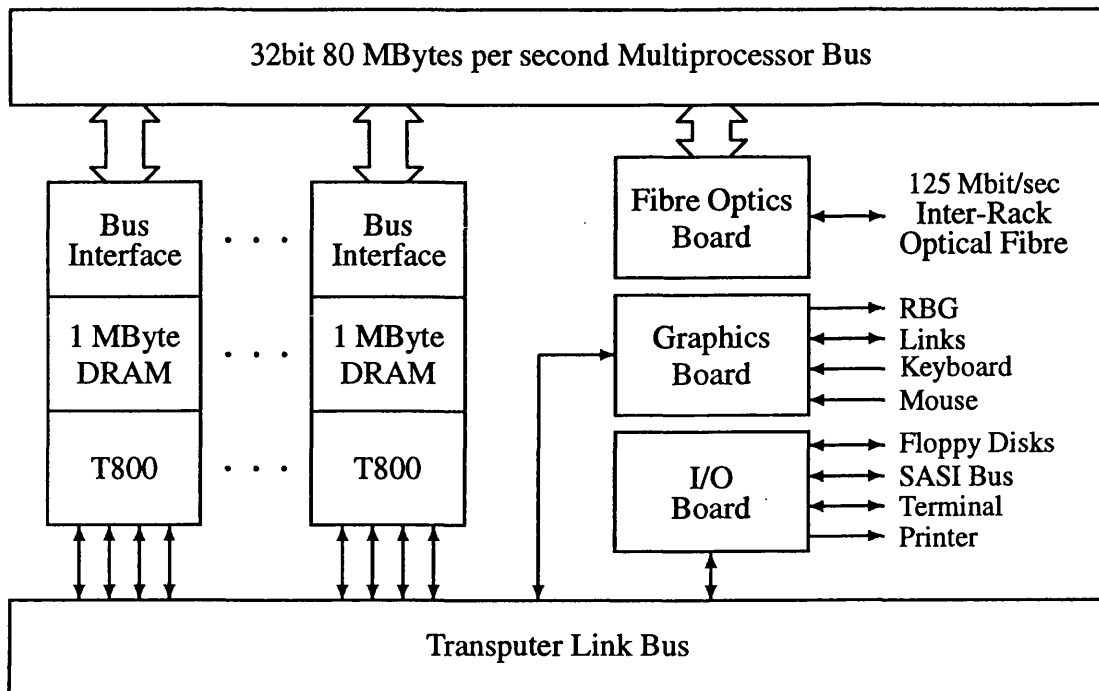 32bit 80 MBytes per second Multiprocessor Bus
Bus
Interface
. . .
Bus
Interface
1 MByte
DRAM
. . .
1 MByte
DRAM
T800
. . .
T800
Fibre Optics
Board
125 Mbit/sec
Inter-Rack
Optical Fibre
Graphics
Board
RBG
Links
Keyboard
Mouse
I/O
Board
Floppy Disks
SASI Bus
Terminal
Printer
Transputer Link Bus